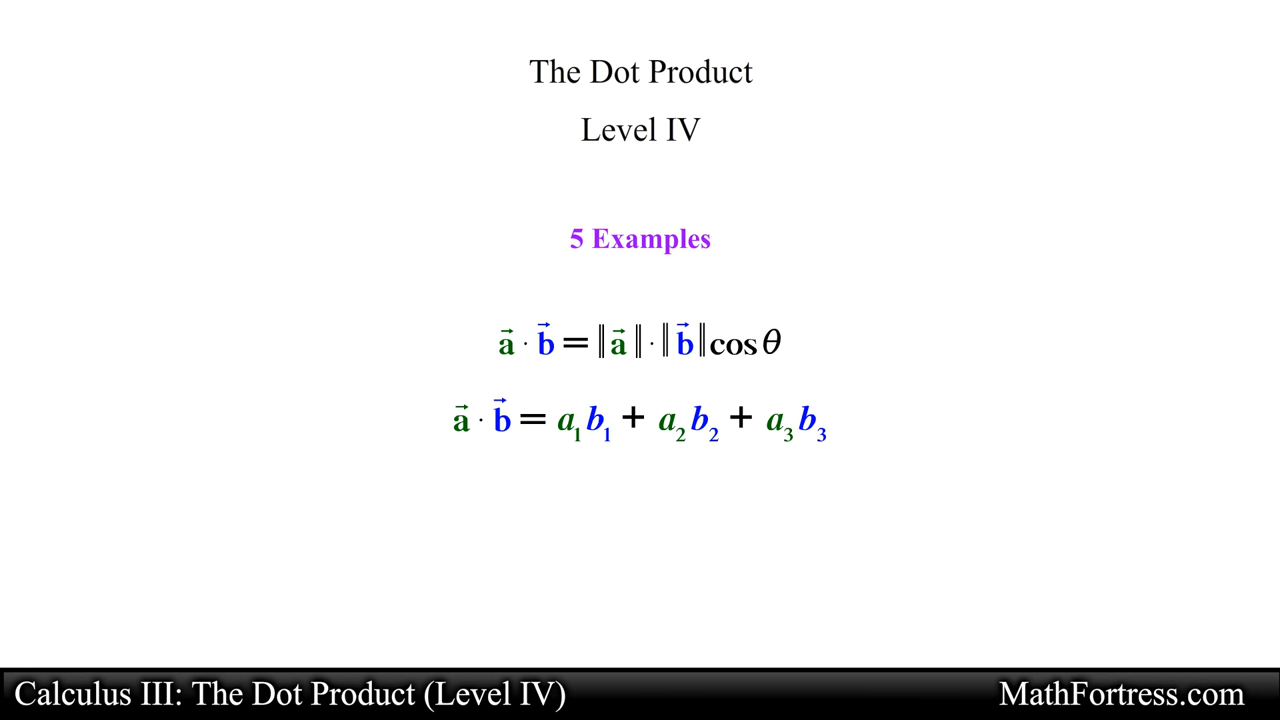 The Dot Product
Level IV
5 Examples
a⃗ · b⃗ = ‖a⃗‖ · ‖b⃗‖ cos θ
a⃗ · b⃗ = a₁b₁ + a₂b₂ + a₃b₃
Calculus III: The Dot Product (Level IV)
MathFortress.com